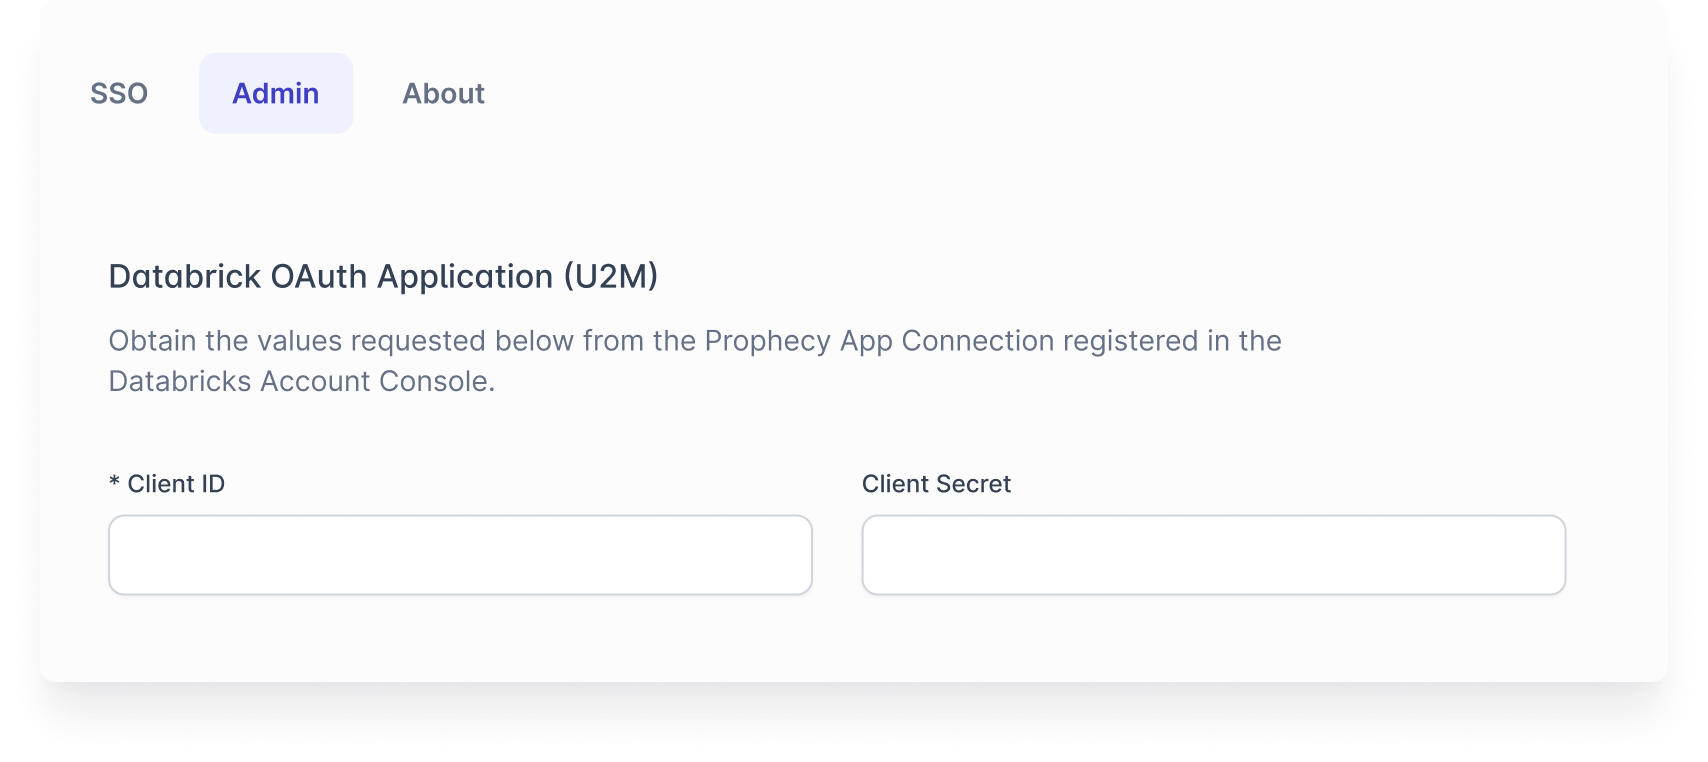 SSO Admin About
Databrick OAuth Application (U2M)
Obtain the values requested below from the Prophecy App Connection registered in the
Databricks Account Console.
* Client ID Client Secret